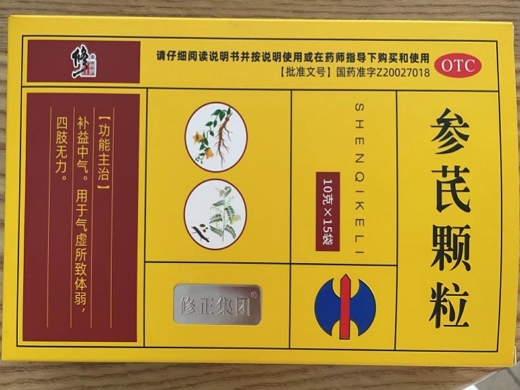 请仔细阅读说明书并按说明使用或在药师指导下购买和使用
【批准文号】国药准字Z20027018
OTC
修正
参芪颗粒
SHENQIKELI
10克×15袋
【功能主治】
补益中气。用于气虚所致体弱，
四肢无力。
修正集团®